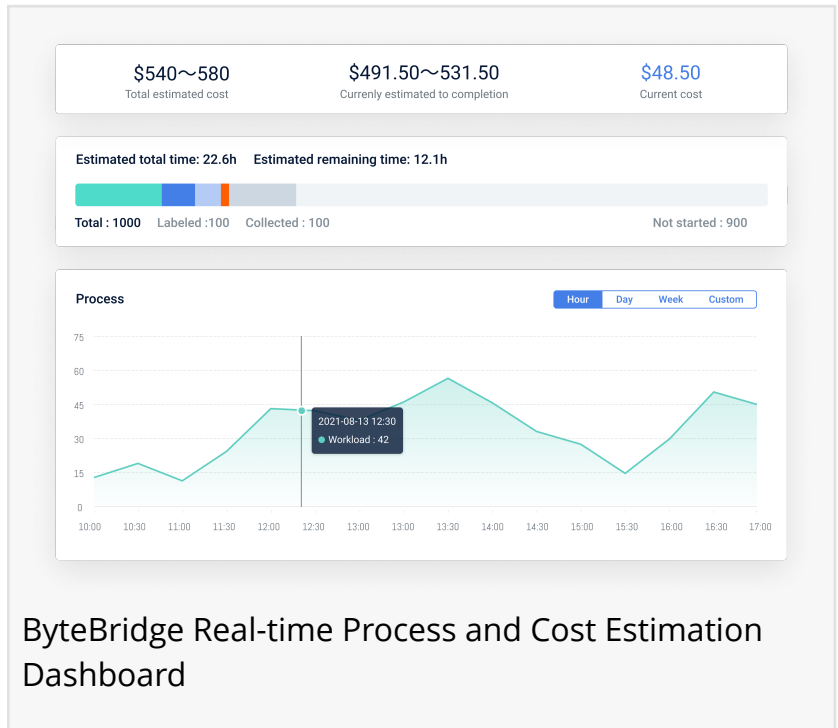 $540～580 $491.50～531.50 $48.50
Total estimated cost Currenly estimated to completion Current cost
Estimated total time: 22.6h Estimated remaining time: 12.1h
Total : 1000 Labeled :100 Collected : 100 Not started : 900
Process Hour Day Week Custom
75
60
45
2021-08-13 12:30
30 Workload : 42
15
0
10:00 10:30 11:00 11:30 12:00 12:30 13:00 13:00 13:30 14:00 14:30 15:00 15:30 16:00 16:30 17:00
ByteBridge Real-time Process and Cost Estimation
Dashboard